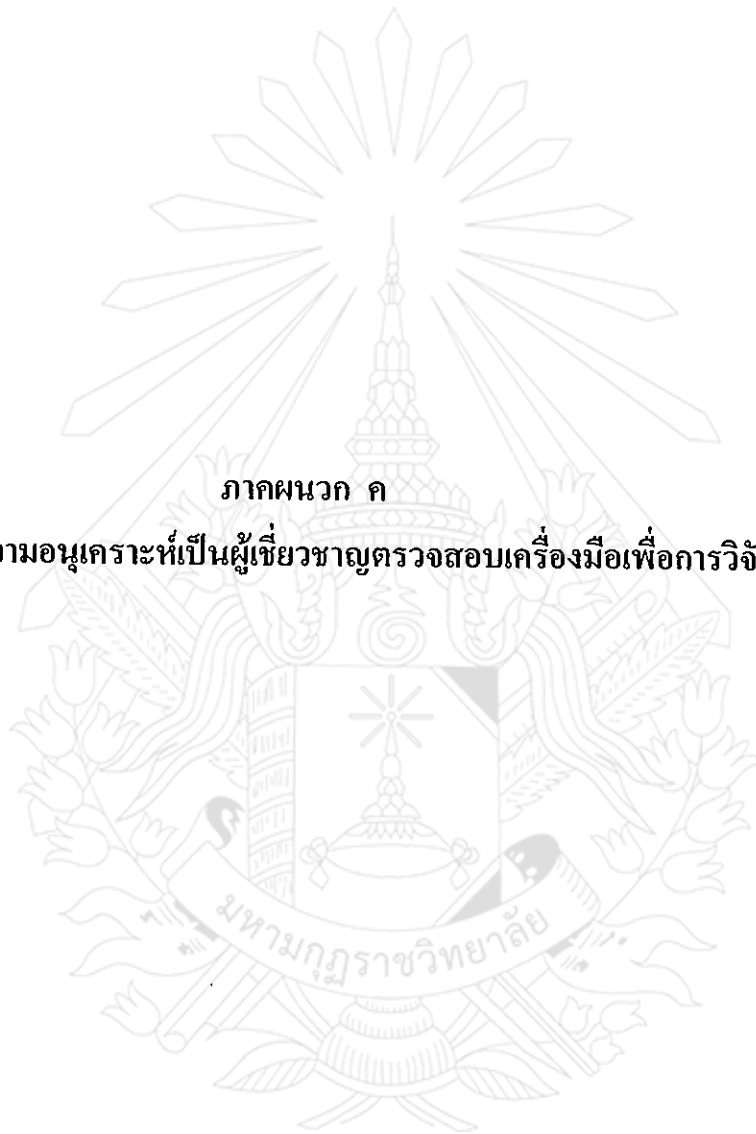 ภาคผนวก ค
ามอนุเคราะห์เป็นผู้เชี่ยวชาญตรวจสอบเครื่องมือเพื่อการวิจั
มหามกุฏราชวิทยาลัย